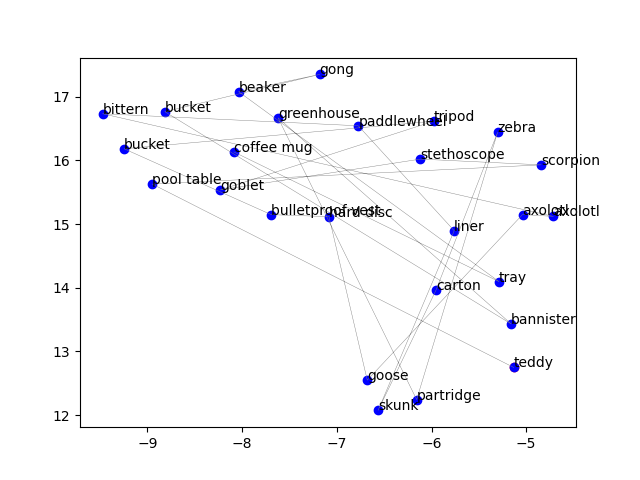 gong
17
beaker
bittern
bucket
greenhouse
paddlewheel
tripod
zebra
bucket
coffee mug
16
stethoscope
scorpion
pool table
goblet
bulletproof vest
hard disc
axolotl
axolotl
15
liner
tray
14
carton
bannister
13
teddy
goose
partridge
skunk
12
−9
−8
−7
−6
−5